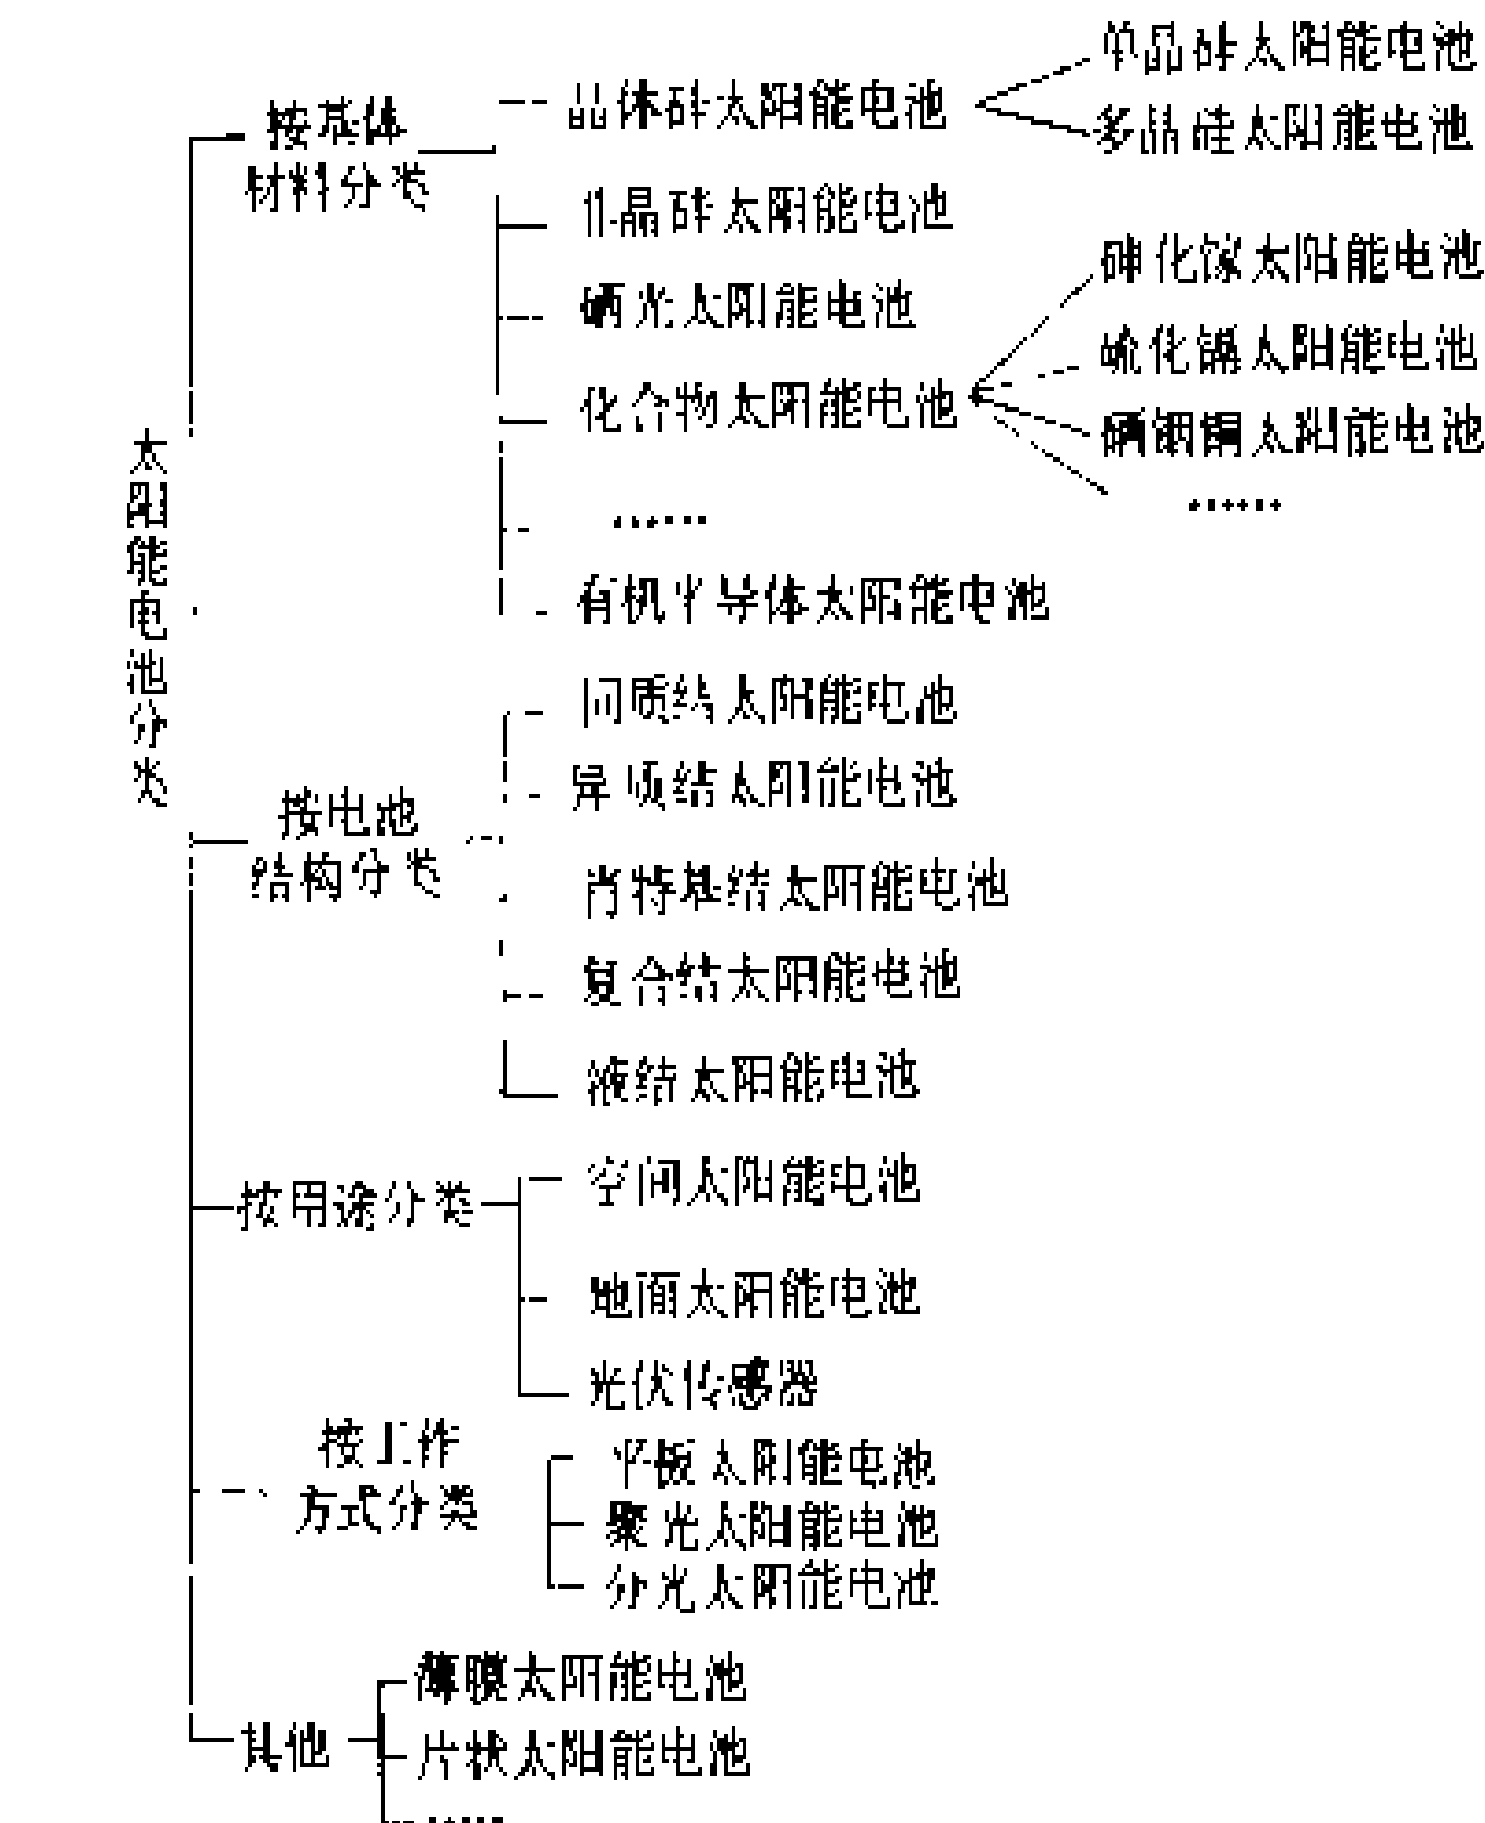 太阳能电池分类
按基体
材料分类
晶体硅太阳能电池
单晶硅太阳能电池
多晶硅太阳能电池
非晶硅太阳能电池
硒光太阳能电池
化合物太阳能电池
砷化镓太阳能电池
硫化镉太阳能电池
硒铟铜太阳能电池
……
……
有机半导体太阳能电池
按电池
结构分类
同质结太阳能电池
异质结太阳能电池
肖特基结太阳能电池
复合结太阳能电池
液结太阳能电池
按用途分类
空间太阳能电池
地面太阳能电池
光伏传感器
按工作
方式分类
平板太阳能电池
聚光太阳能电池
分光太阳能电池
其他
薄膜太阳能电池
片状太阳能电池
……